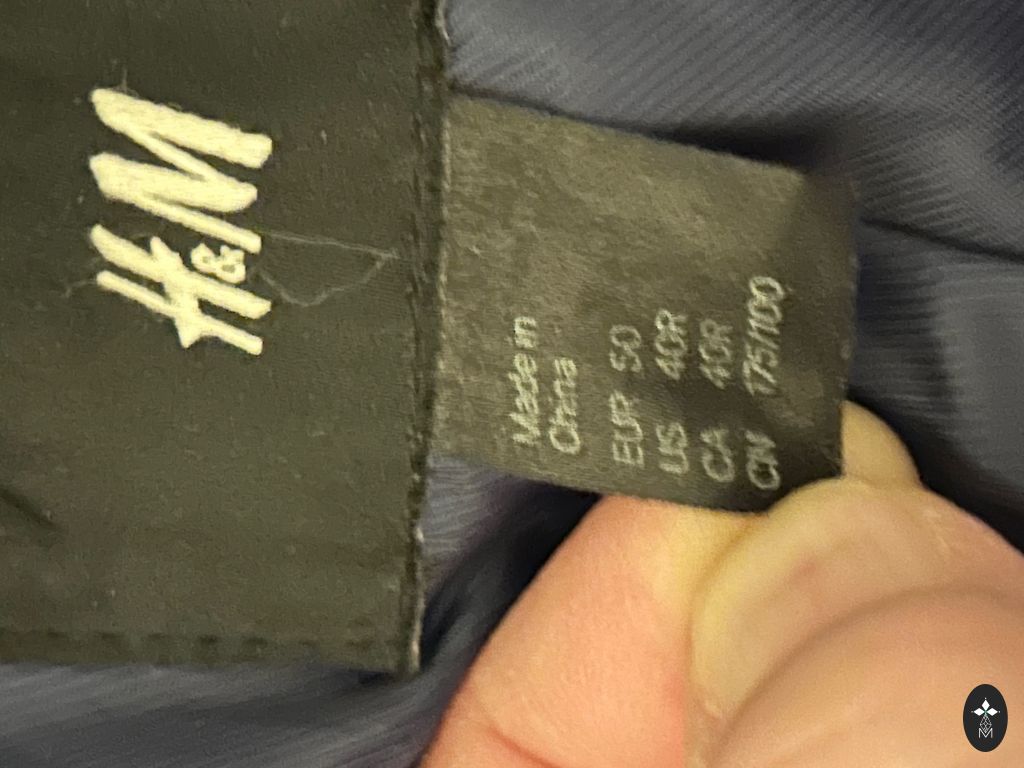 H&M
Made in
China
EUR 50
US 40R
CA 40R
CN 175/100
M